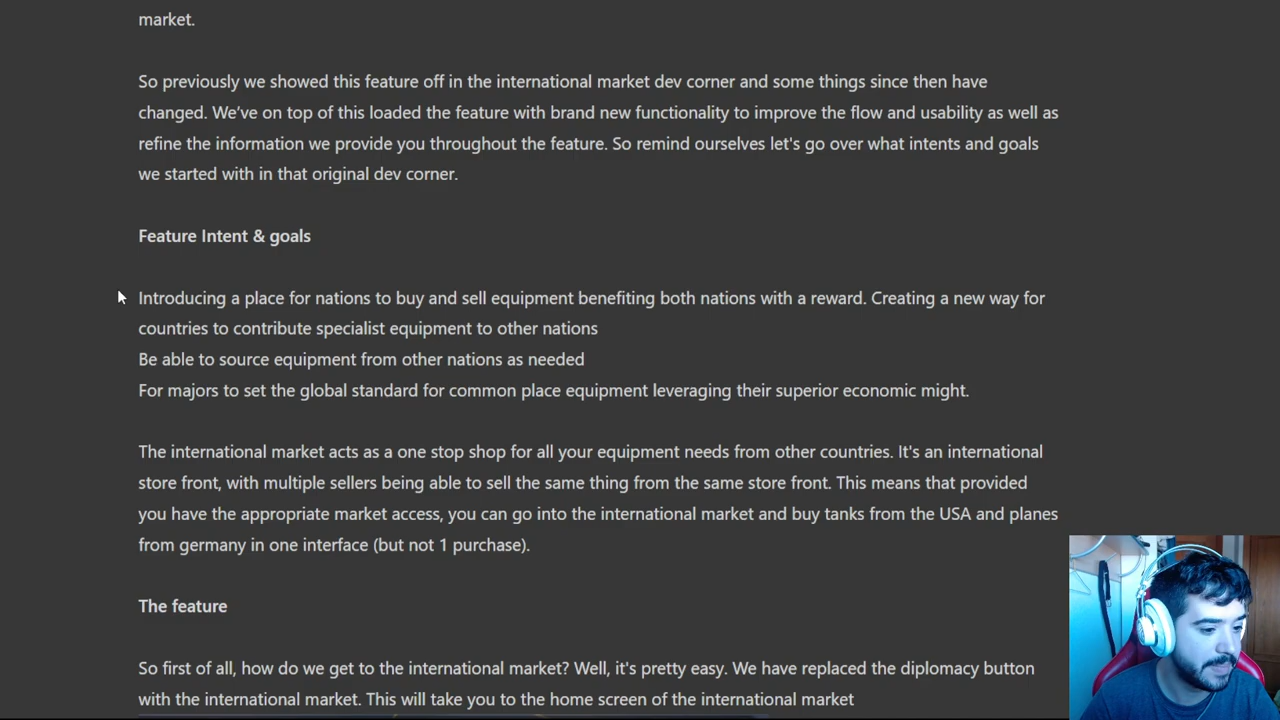 market.
So previously we showed this feature off in the international market dev corner and some things since then have
changed. We've on top of this loaded the feature with brand new functionality to improve the flow and usability as well as
refine the information we provide you throughout the feature. So remind ourselves let's go over what intents and goals
we started with in that original dev corner.
Feature Intent & goals
Introducing a place for nations to buy and sell equipment benefiting both nations with a reward. Creating a new way for
countries to contribute specialist equipment to other nations
Be able to source equipment from other nations as needed
For majors to set the global standard for common place equipment leveraging their superior economic might.
The international market acts as a one stop shop for all your equipment needs from other countries. It's an international
store front, with multiple sellers being able to sell the same thing from the same store front. This means that provided
you have the appropriate market access, you can go into the international market and buy tanks from the USA and planes
from germany in one interface (but not 1 purchase).
The feature
So first of all, how do we get to the international market? Well, it's pretty easy. We have replaced the diplomacy button
with the international market. This will take you to the home screen of the international market